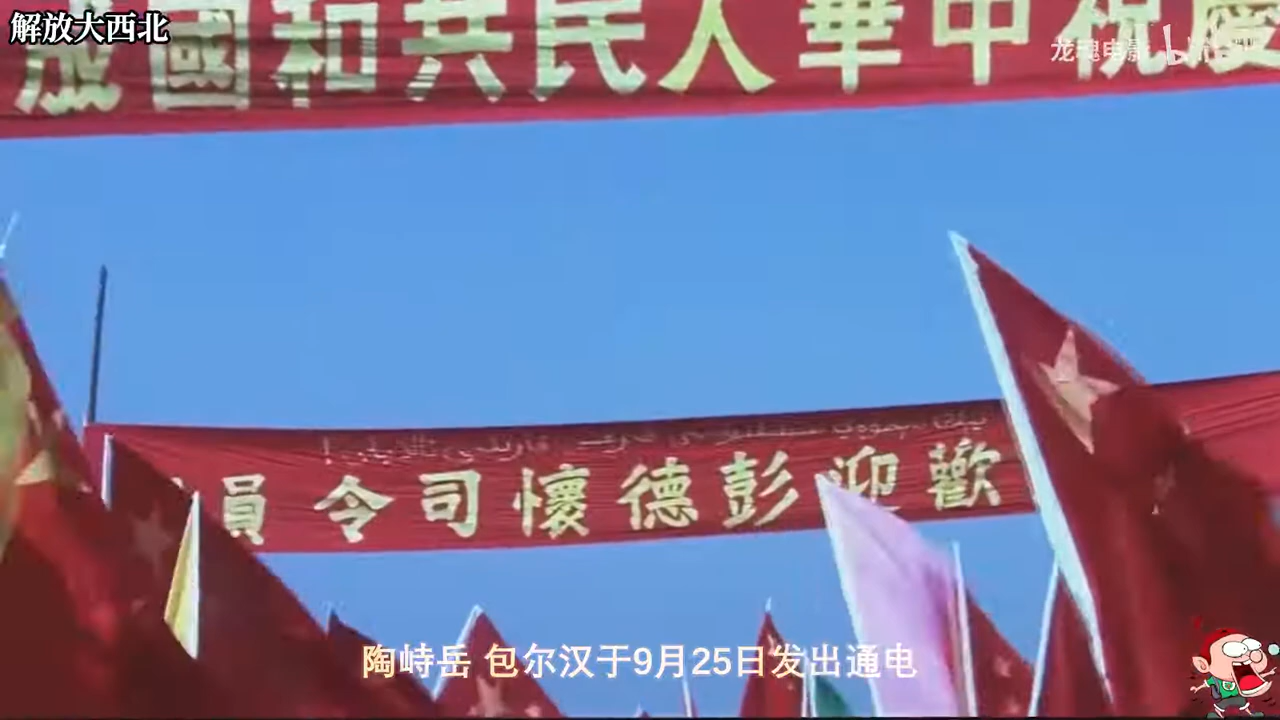 解放大西北
龙魂电影
慶祝中華人民共和國成
歡迎彭德懷司令員
陶峙岳 包尔汉于9月25日发出通电